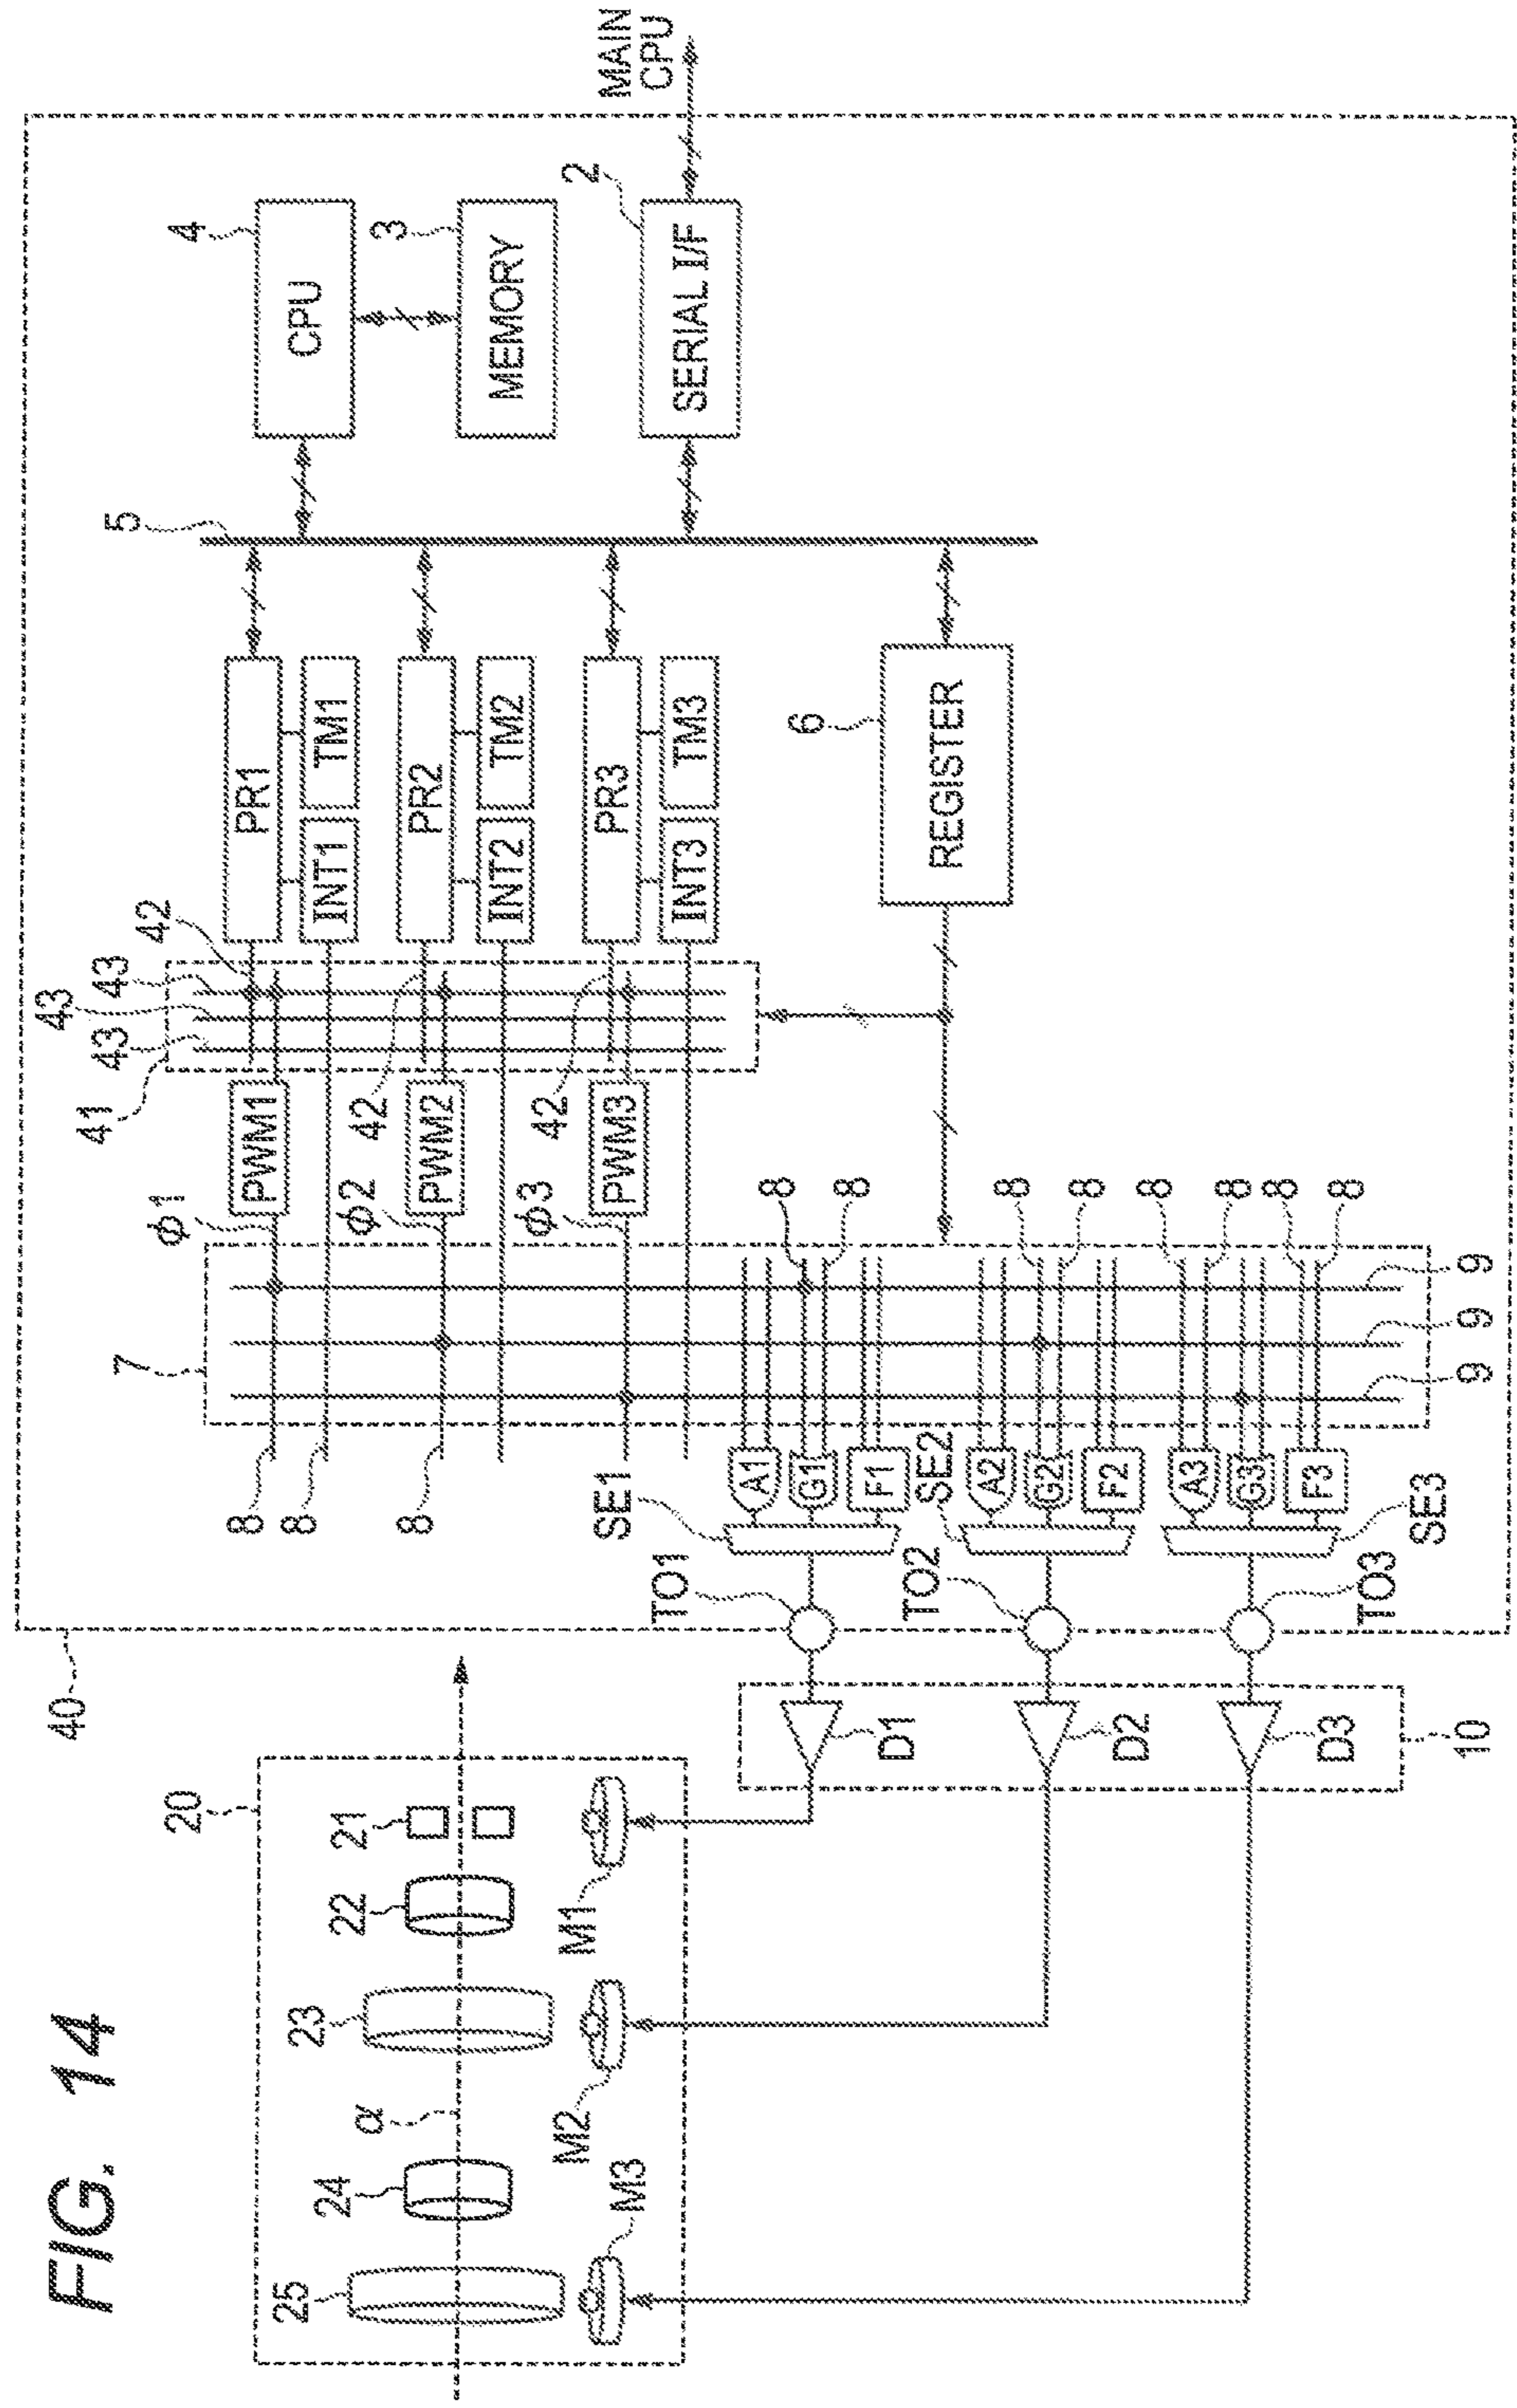 FIG. 14
20
25
24
α
23
22
21
M3
M2
M1
10
D1
D2
D3
40
TO1
TO2
TO3
SE1
SE2
SE3
A1
G1
F1
A2
G2
F2
A3
G3
F3
7
8
8
8
8
8
8
8
8
8
8
8
9
9
9
Φ1
Φ2
Φ3
PWM1
PWM2
PWM3
41
43
43
43
42
42
42
PR1
INT1
TM1
PR2
INT2
TM2
PR3
INT3
TM3
6
REGISTER
5
4
CPU
3
MEMORY
2
SERIAL I/F
MAIN
CPU